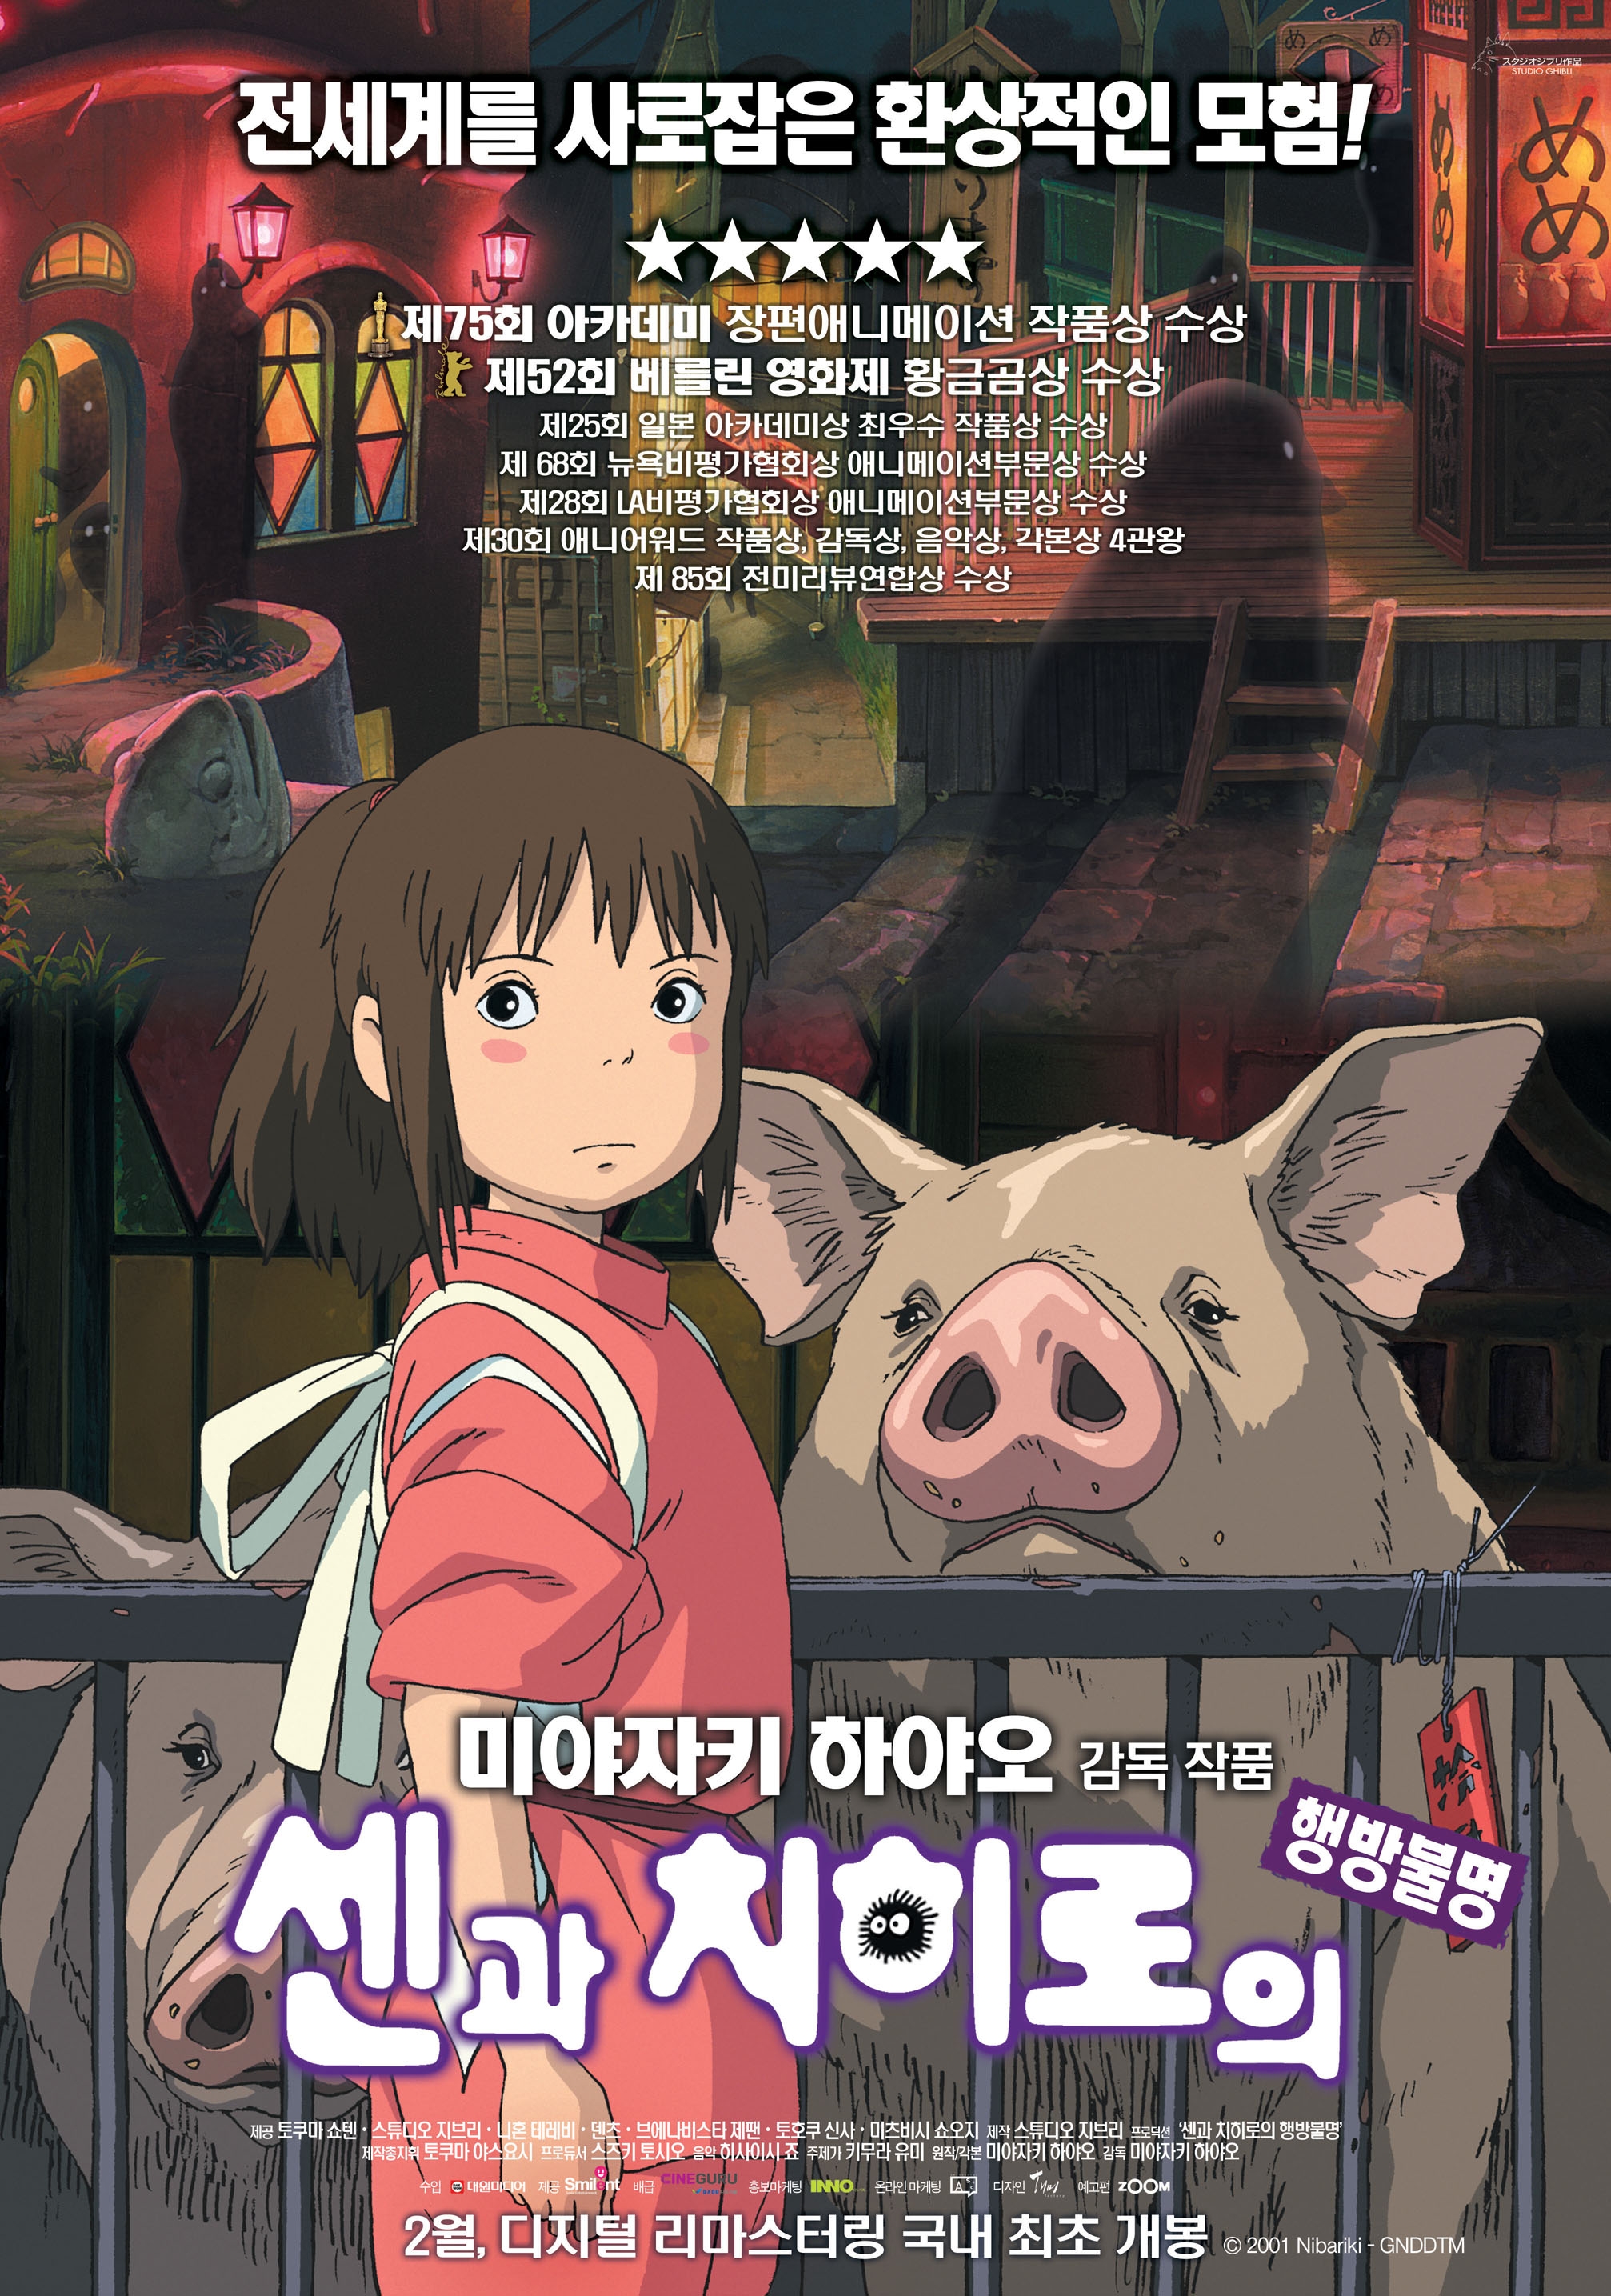 スタジオジブリ作品
STUDIO GHIBLI
め め
め
めめ
めめ
전세계를 사로잡은 환상적인 모험!
★★★★★
제75회 아카데미 장편애니메이션 작품상 수상
제52회 베를린 영화제 황금곰상 수상
제25회 일본 아카데미상 최우수 작품상 수상
제 68회 뉴욕비평가협회상 애니메이션부문상 수상
제28회 LA비평가협회상 애니메이션부문상 수상
제30회 애니어워드 작품상, 감독상, 음악상, 각본상 4관왕
제 85회 전미리뷰연합상 수상
미야자키 하야오 감독 작품
센과 치히로의
행방불명
제공 토쿠마 쇼텐 · 스튜디오 지브리 · 니혼 테레비 · 덴츠 · 브에나비스타 제팬 · 토호쿠 신사 · 미츠비시 쇼오지 제작 스튜디오 지브리 프로덕션 ‘센과 치히로의 행방불명’
제작총지휘 토쿠마 야스요시 프로듀서 스즈키 토시오 음악 히사이시 죠 주제가 키무라 유미 원작/각본 미야자키 하야오 감독 미야자키 하야오
수입 대원미디어 제공 Smilent 배급 CINEGURU 홍보마케팅 INNO 온라인 마케팅 디자인 예고편 ZOOM
2월, 디지털 리마스터링 국내 최초 개봉 © 2001 Nibariki - GNDDTM